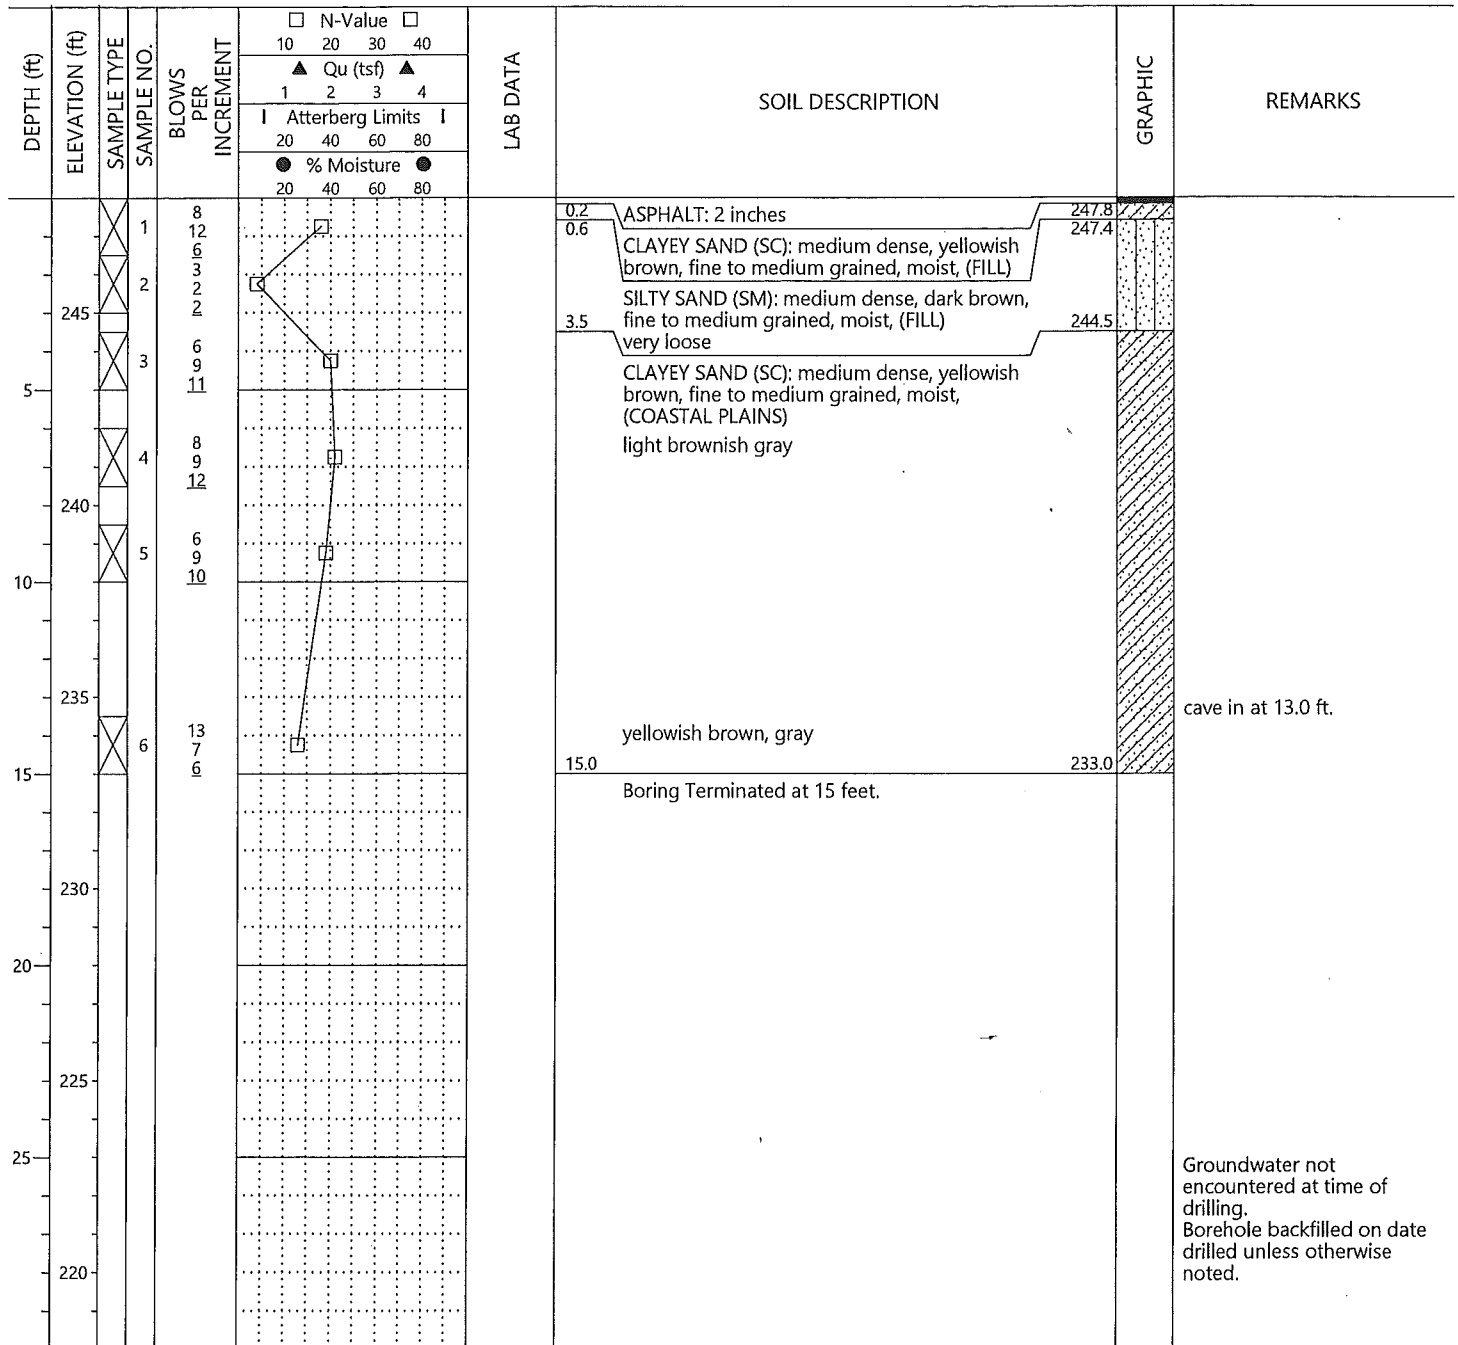 DEPTH (ft)
ELEVATION (ft)
SAMPLE TYPE
SAMPLE NO.
BLOWS
PER
INCREMENT
N-Value
10 20 30 40
▲ Qu (tsf) ▲
1 2 3 4
Atterberg Limits
20 40 60 80
● % Moisture ●
20 40 60 80
LAB DATA
SOIL DESCRIPTION
GRAPHIC
REMARKS
1
8
12
6
0.2 ASPHALT: 2 inches 247.8
0.6 247.4
CLAYEY SAND (SC): medium dense, yellowish
brown, fine to medium grained, moist, (FILL)
2
3
2
2
SILTY SAND (SM): medium dense, dark brown,
245
3.5 fine to medium grained, moist, (FILL) 244.5
very loose
3
6
9
11
5
CLAYEY SAND (SC): medium dense, yellowish
brown, fine to medium grained, moist,
(COASTAL PLAINS)
light brownish gray
4
8
9
12
240
5
6
9
10
10
235
cave in at 13.0 ft.
6
13
7
6
yellowish brown, gray
15
15.0 233.0
Boring Terminated at 15 feet.
230
20
225
25
Groundwater not
encountered at time of
drilling.
Borehole backfilled on date
drilled unless otherwise
noted.
220